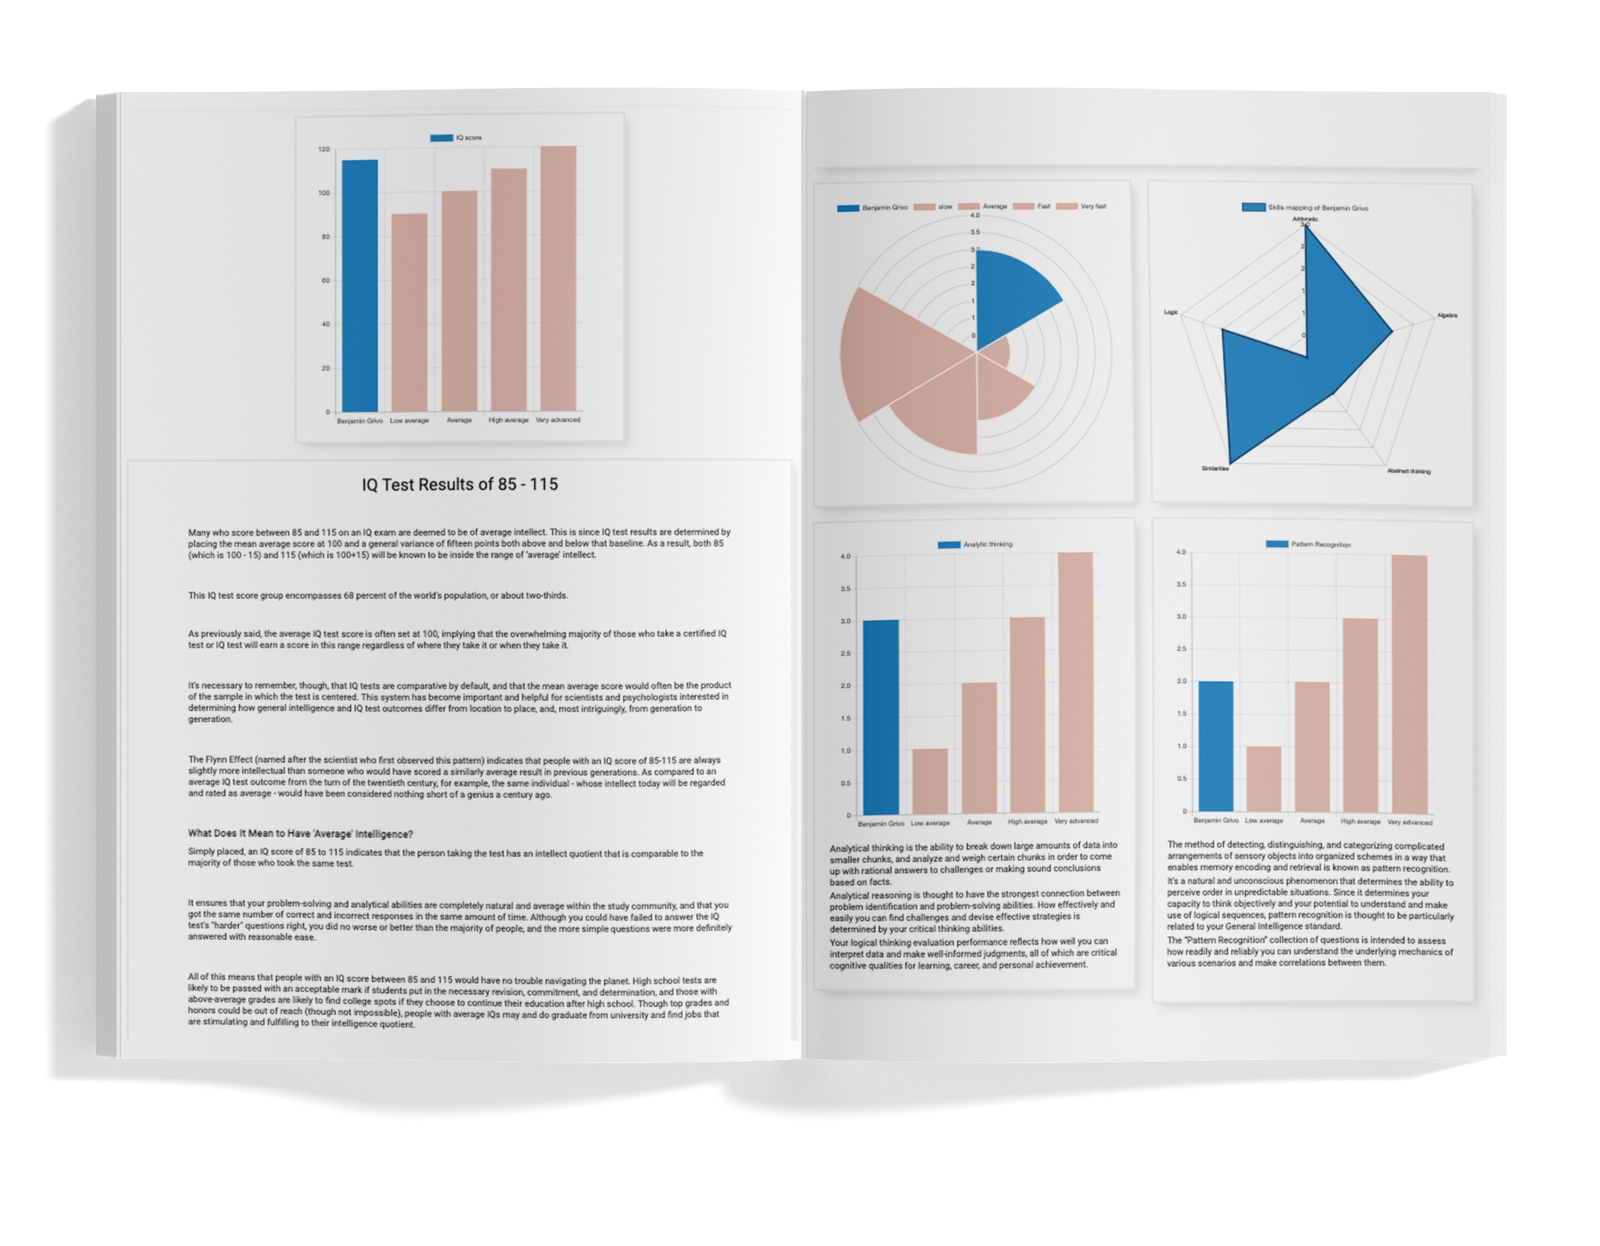 IQ score
120
100
80
60
40
20
0
Benjamin Grivo Low average Average High average Very advanced
IQ Test Results of 85 - 115
Many who score between 85 and 115 on an IQ exam are deemed to be of average intellect. This is since IQ test results are determined by
placing the mean average score at 100 and a general variance of fifteen points both above and below that baseline. As a result, both 85
(which is 100 - 15) and 115 (which is 100+15) will be known to be inside the range of 'average' intellect.
This IQ test score group encompasses 68 percent of the world's population, or about two-thirds.
As previously said, the average IQ test score is often set at 100, implying that the overwhelming majority of those who take a certified IQ
test or IQ test will earn a score in this range regardless of where they take it or when they take it.
It's necessary to remember, though, that IQ tests are comparative by default, and that the mean average score would often be the product
of the sample in which the test is centered. This system has become important and helpful for scientists and psychologists interested in
determining how general intelligence and IQ test outcomes differ from location to place, and, most intriguingly, from generation to
generation.
The Flynn Effect (named after the scientist who first observed this pattern) indicates that people with an IQ score of 85-115 are always
slightly more intellectual than someone who would have scored a similarly average result in previous generations. As compared to an
average IQ test outcome from the turn of the twentieth century, for example, the same individual - whose intellect today will be regarded
and rated as average - would have been considered nothing short of a genius a century ago.
What Does It Mean to Have 'Average' Intelligence?
Simply placed, an IQ score of 85 to 115 indicates that the person taking the test has an intellect quotient that is comparable to the
majority of those who took the same test.
It ensures that your problem-solving and analytical abilities are completely natural and average within the study community, and that you
got the same number of correct and incorrect responses in the same amount of time. Although you could have failed to answer the IQ
test's "harder" questions right, you did no worse or better than the majority of people, and the more simple questions were more definitely
answered with reasonable ease.
All of this means that people with an IQ score between 85 and 115 would have no trouble navigating the planet. High school tests are
likely to be passed with an acceptable mark if students put in the necessary revision, commitment, and determination, and those with
above-average grades are likely to find college spots if they choose to continue their education after high school. Though top grades and
honors could be out of reach (though not impossible), people with average IQs may and do graduate from university and find jobs that
are stimulating and fulfilling to their intelligence quotient.
Benjamin Grivo slow Average Fast Very fast
4.0
3.5
3.0
2
2
1
1
0
Skills mapping of Benjamin Grivo
Arithmetic
3.0
2
2
1
1
0
Logic
Algebra
Similarities
Abstract thinking
Analytic thinking
4.0
3.5
3.0
2.5
2.0
1.5
1.0
0.5
0
Benjamin Grivo Low average Average High average Very advanced
Analytical thinking is the ability to break down large amounts of data into
smaller chunks, and analyze and weigh certain chunks in order to come
up with rational answers to challenges or making sound conclusions
based on facts.
Analytical reasoning is thought to have the strongest connection between
problem identification and problem-solving abilities. How effectively and
easily you can find challenges and devise effective strategies is
determined by your critical thinking abilities.
Your logical thinking evaluation performance reflects how well you can
interpret data and make well-informed judgments, all of which are critical
cognitive qualities for learning, career, and personal achievement.
Pattern Recognition
4.0
3.5
3.0
2.5
2.0
1.5
1.0
0.5
0
Benjamin Grivo Low average Average High average Very advanced
The method of detecting, distinguishing, and categorizing complicated
arrangements of sensory objects into organized schemes in a way that
enables memory encoding and retrieval is known as pattern recognition.
It's a natural and unconscious phenomenon that determines the ability to
perceive order in unpredictable situations. Since it determines your
capacity to think objectively and your potential to understand and make
use of logical sequences, pattern recognition is thought to be particularly
related to your General Intelligence standard.
The "Pattern Recognition" collection of questions is intended to assess
how readily and reliably you can understand the underlying mechanics of
various scenarios and make correlations between them.